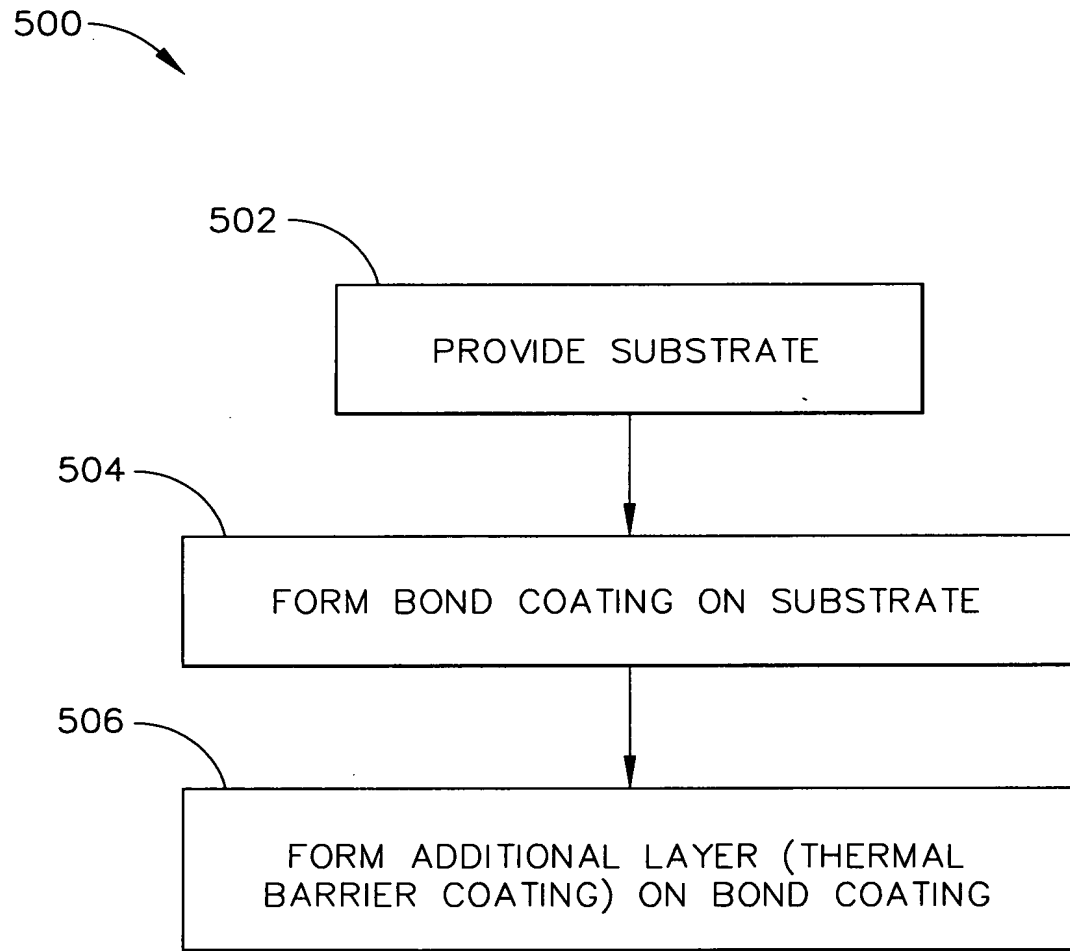 500
502
PROVIDE SUBSTRATE
504
FORM BOND COATING ON SUBSTRATE
506
FORM ADDITIONAL LAYER (THERMAL
BARRIER COATING) ON BOND COATING